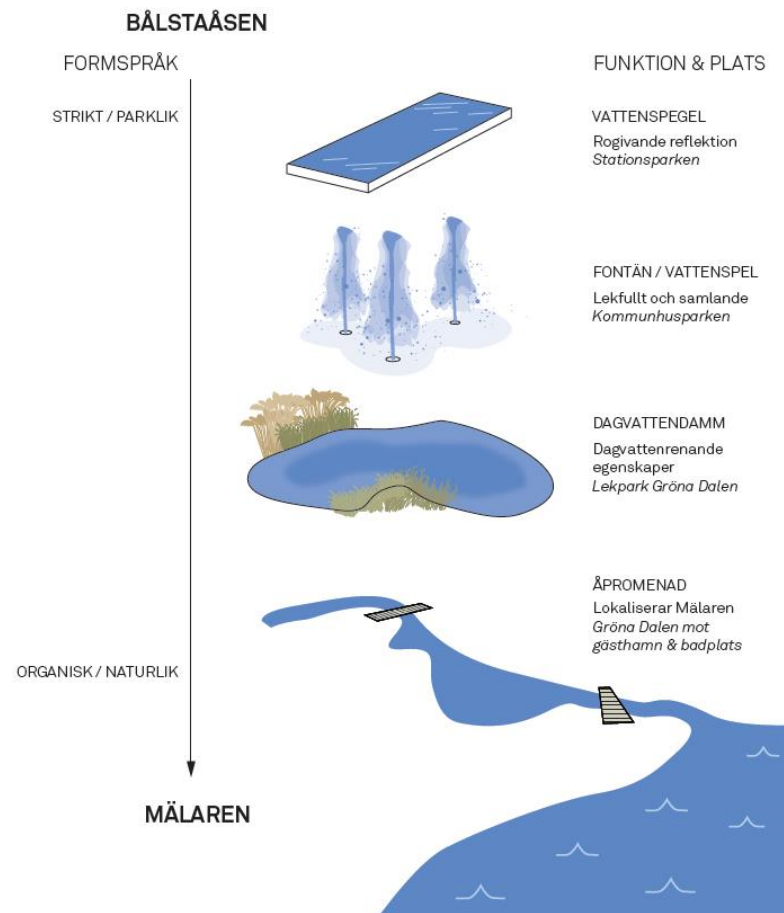 BÅLSTAÅSEN
FORMSPRÅK
FUNKTION & PLATS
STRIKT / PARKLIK
VATTENSPEGEL
Rogivande reflektion
Stationsparken
FONTÄN / VATTENSPEL
Lekfullt och samlande
Kommunhusparken
DAGVATTENDAMM
Dagvattenrenande
egenskaper
Lekpark Gröna Dalen
ÅPROMENAD
Lokaliserar Mälaren
Gröna Dalen mot
gästhamn & badplats
ORGANISK / NATURLIK
MÄLAREN